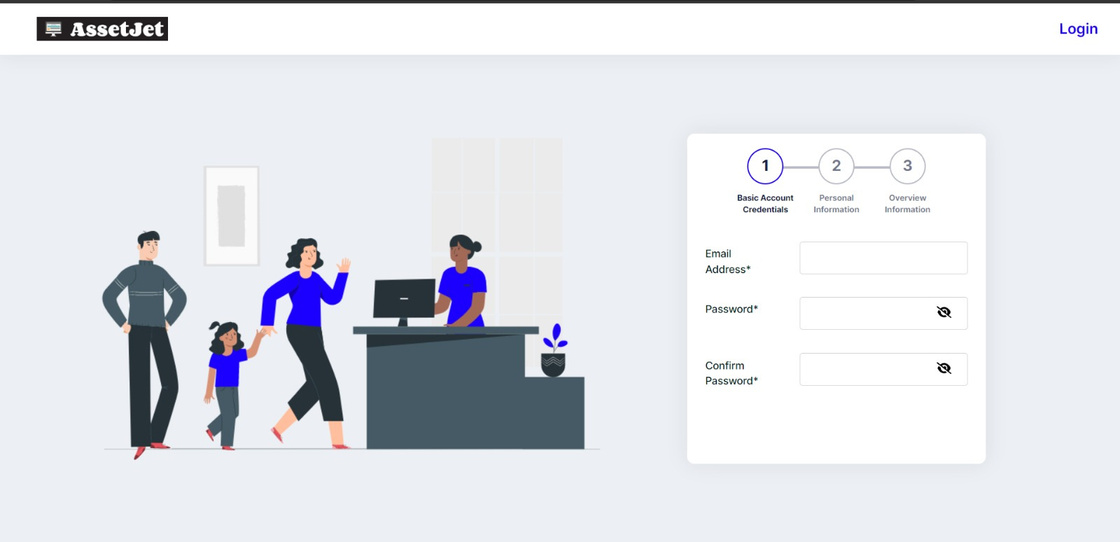 AssetJet
Login
1
2
3
Basic Account
Credentials
Personal
Information
Overview
Information
Email
Address*
Password*
Confirm
Password*